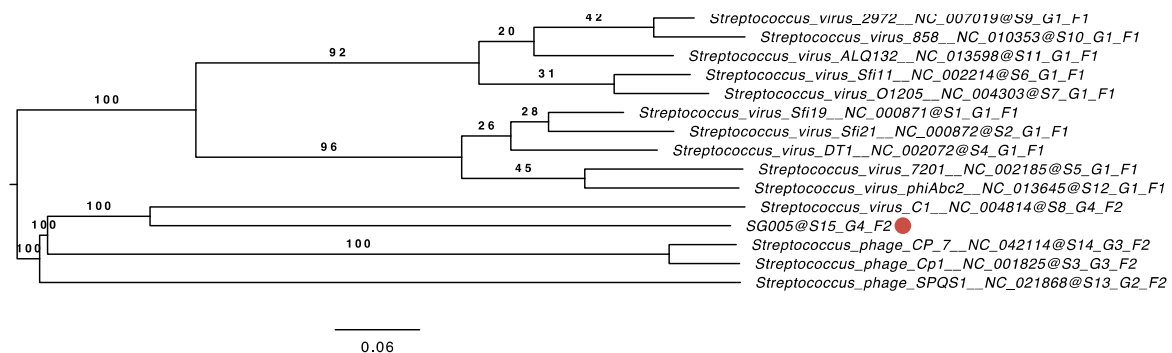 42
Streptococcus_virus_2972__NC_007019@S9_G1_F1
20
Streptococcus_virus_858__NC_010353@S10_G1_F1
92
Streptococcus_virus_ALQ132__NC_013598@S11_G1_F1
31
Streptococcus_virus_Sfi11__NC_002214@S6_G1_F1
100
Streptococcus_virus_O1205__NC_004303@S7_G1_F1
28
Streptococcus_virus_Sfi19__NC_000871@S1_G1_F1
26
Streptococcus_virus_Sfi21__NC_000872@S2_G1_F1
96
Streptococcus_virus_DT1__NC_002072@S4_G1_F1
45
Streptococcus_virus_7201__NC_002185@S5_G1_F1
Streptococcus_virus_phiAbc2__NC_013645@S12_G1_F1
100
Streptococcus_virus_C1__NC_004814@S8_G4_F2
100
SG005@S15_G4_F2
100
Streptococcus_phage_CP_7__NC_042114@S14_G3_F2
100
Streptococcus_phage_Cp1__NC_001825@S3_G3_F2
Streptococcus_phage_SPQS1__NC_021868@S13_G2_F2
0.06